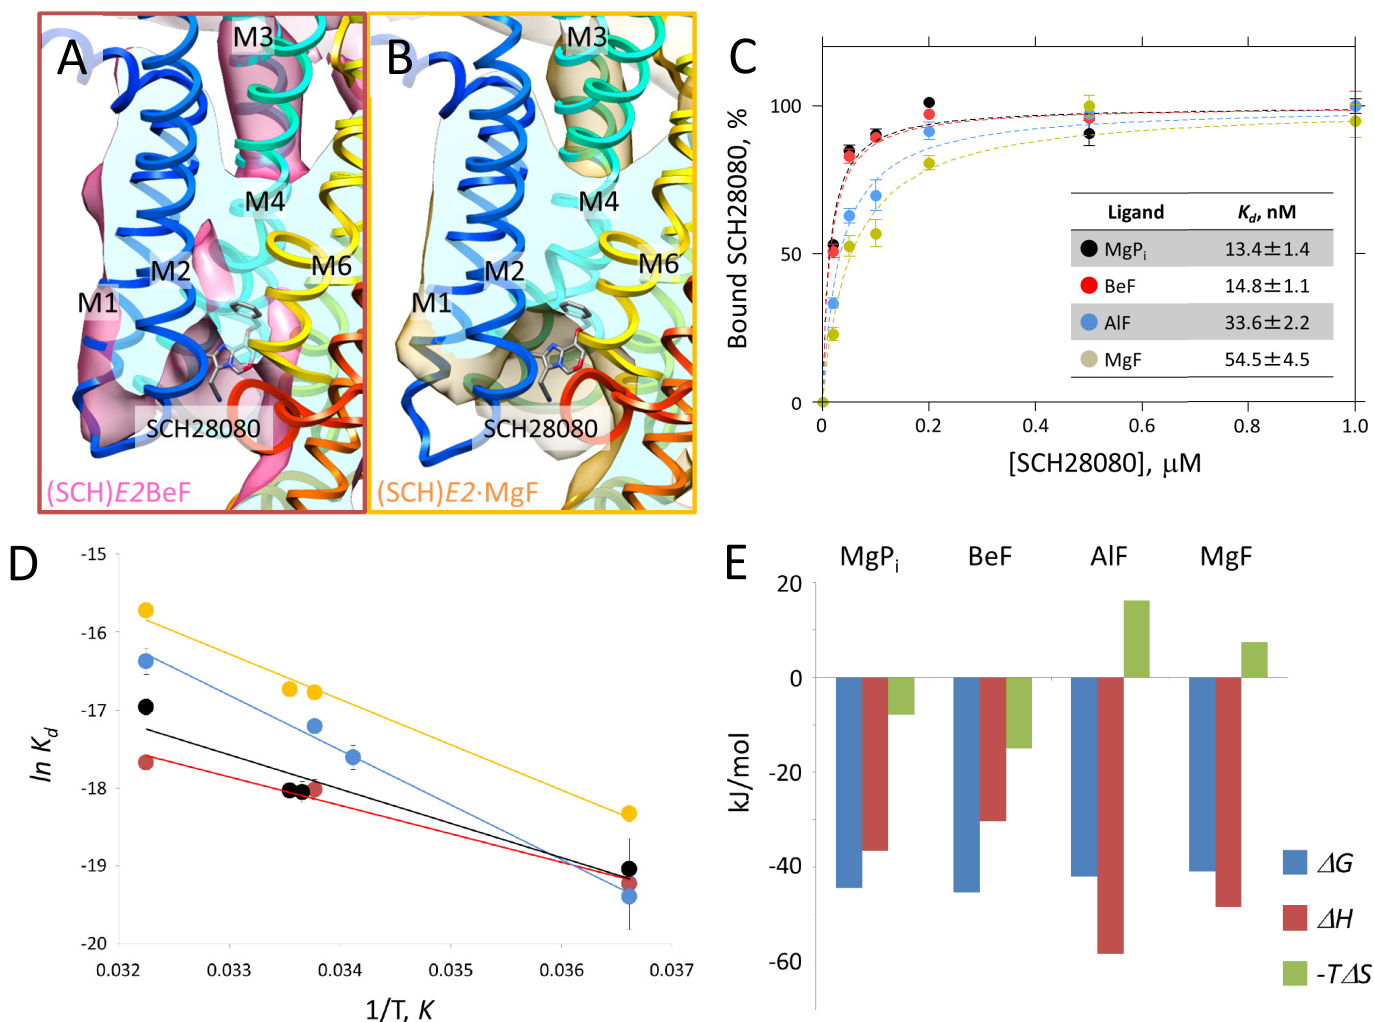 A
M3
M4
M2
M6
M1
SCH28080
(SCH)E2BeF
B
M3
M4
M2
M6
M1
SCH28080
(SCH)E2·MgF
C
Bound SCH28080, %
100
50
0
0 0.2 0.4 0.6 0.8 1.0
[SCH28080], μM
Ligand Kd, nM
MgPi 13.4±1.4
BeF 14.8±1.1
AlF 33.6±2.2
MgF 54.5±4.5
D
ln Kd
-15
-16
-17
-18
-19
-20
0.032 0.033 0.034 0.035 0.036 0.037
1/T, K
E
MgPi BeF AlF MgF
kJ/mol
20
0
-20
-40
-60
ΔG
ΔH
-TΔS